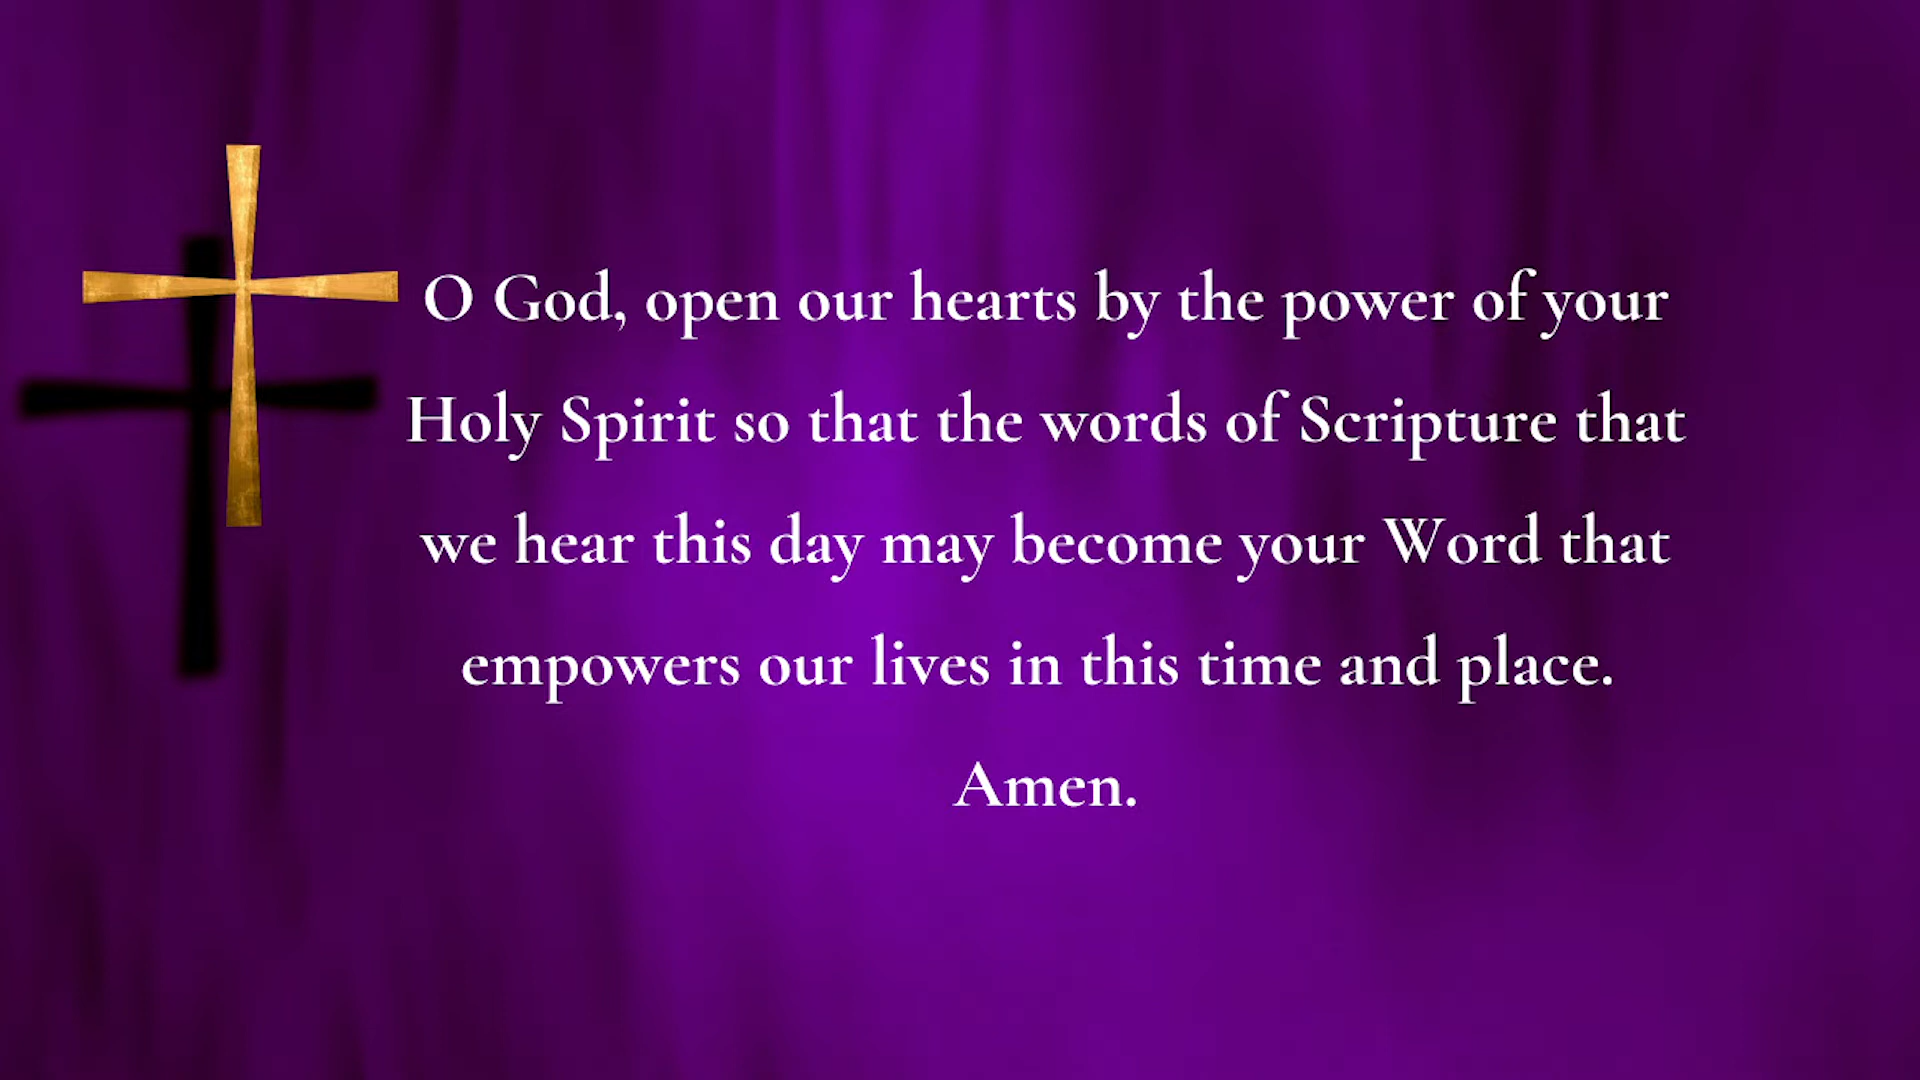 O God, open our hearts by the power of your
Holy Spirit so that the words of Scripture that
we hear this day may become your Word that
empowers our lives in this time and place.
Amen.